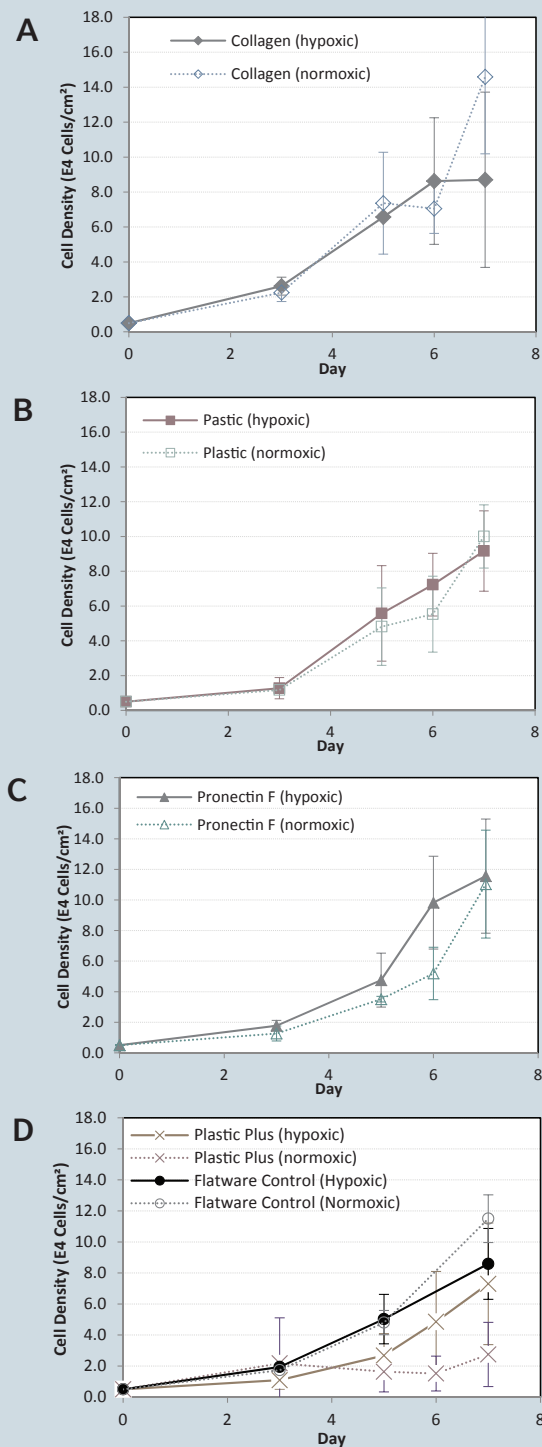 A
18.0
16.0
14.0
12.0
10.0
8.0
6.0
4.0
2.0
0.0
Cell Density (E4 Cells/cm²)
Collagen (hypoxic)
Collagen (normoxic)
0 2 4 6 8
Day
B
18.0
16.0
14.0
12.0
10.0
8.0
6.0
4.0
2.0
0.0
Cell Density (E4 Cells/cm²)
Pastic (hypoxic)
Plastic (normoxic)
0 2 4 6 8
Day
C
18.0
16.0
14.0
12.0
10.0
8.0
6.0
4.0
2.0
0.0
Cell Density (E4 Cells/cm²)
Pronectin F (hypoxic)
Pronectin F (normoxic)
0 2 4 6 8
Day
D
18.0
16.0
14.0
12.0
10.0
8.0
6.0
4.0
2.0
0.0
Cell Density (E4 Cells/cm²)
Plastic Plus (hypoxic)
Plastic Plus (normoxic)
Flatware Control (Hypoxic)
Flatware Control (Normoxic)
0 2 4 6 8
Day